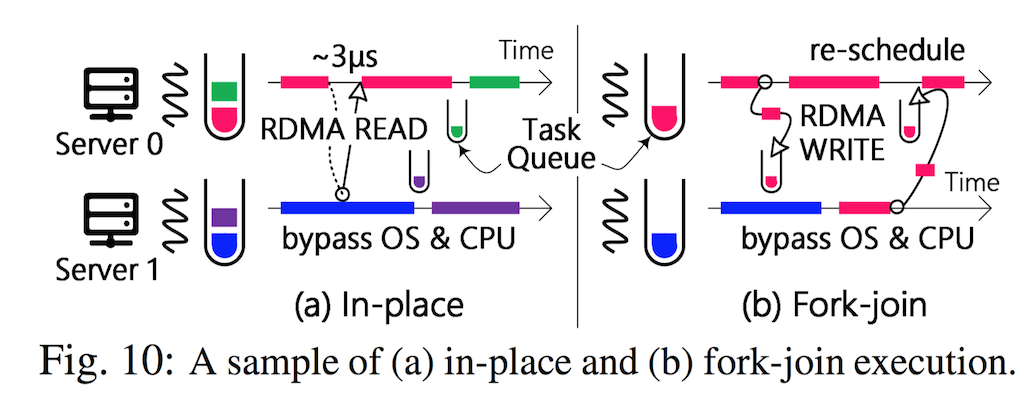 ~3µs
Time
re-schedule
Server 0
RDMA READ
Task
Queue
RDMA
WRITE
Time
Server 1
bypass OS & CPU
bypass OS & CPU
(a) In-place
(b) Fork-join
Fig. 10: A sample of (a) in-place and (b) fork-join execution.